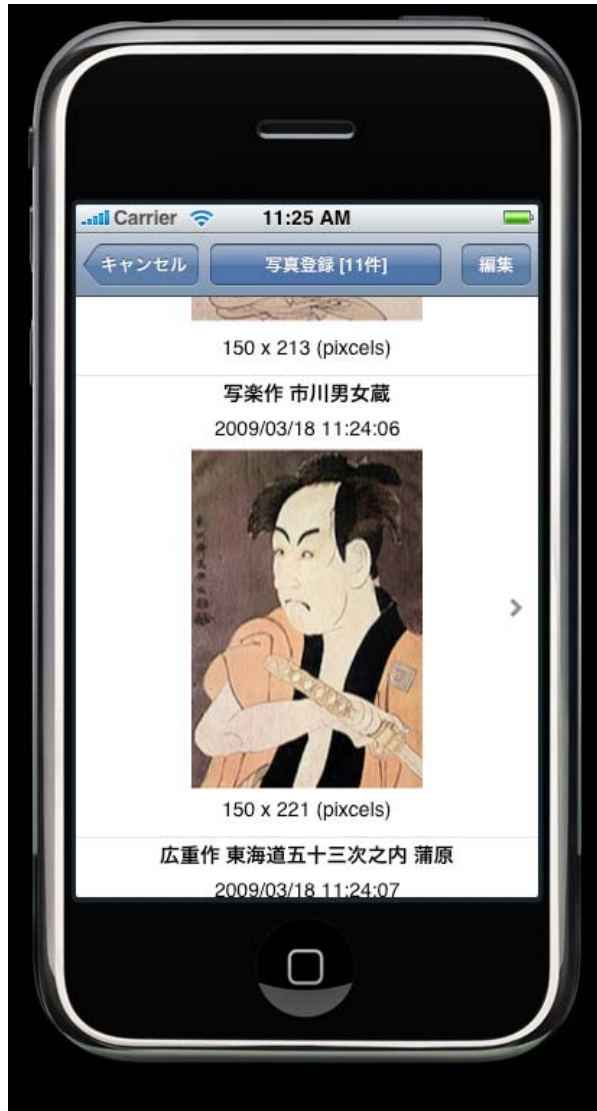 Carrier 11:25 AM
キャンセル 写真登録 [11件] 編集
150 x 213 (pixcels)
写楽作 市川男女蔵
2009/03/18 11:24:06
150 x 221 (pixcels)
広重作 東海道五十三次之内 蒲原
2009/03/18 11:24:07